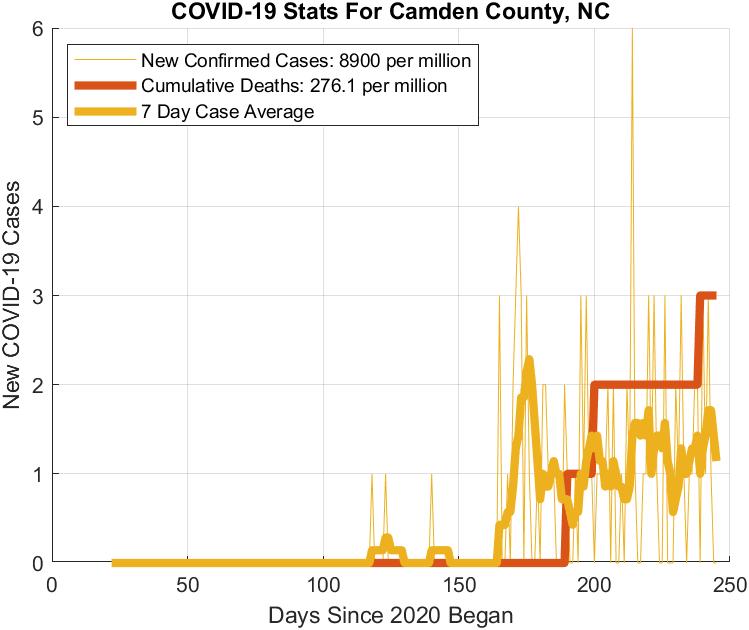 COVID-19 Stats For Camden County, NC
6
5
4
3
2
1
0
New COVID-19 Cases
New Confirmed Cases: 8900 per million
Cumulative Deaths: 276.1 per million
7 Day Case Average
0 50 100 150 200 250
Days Since 2020 Began